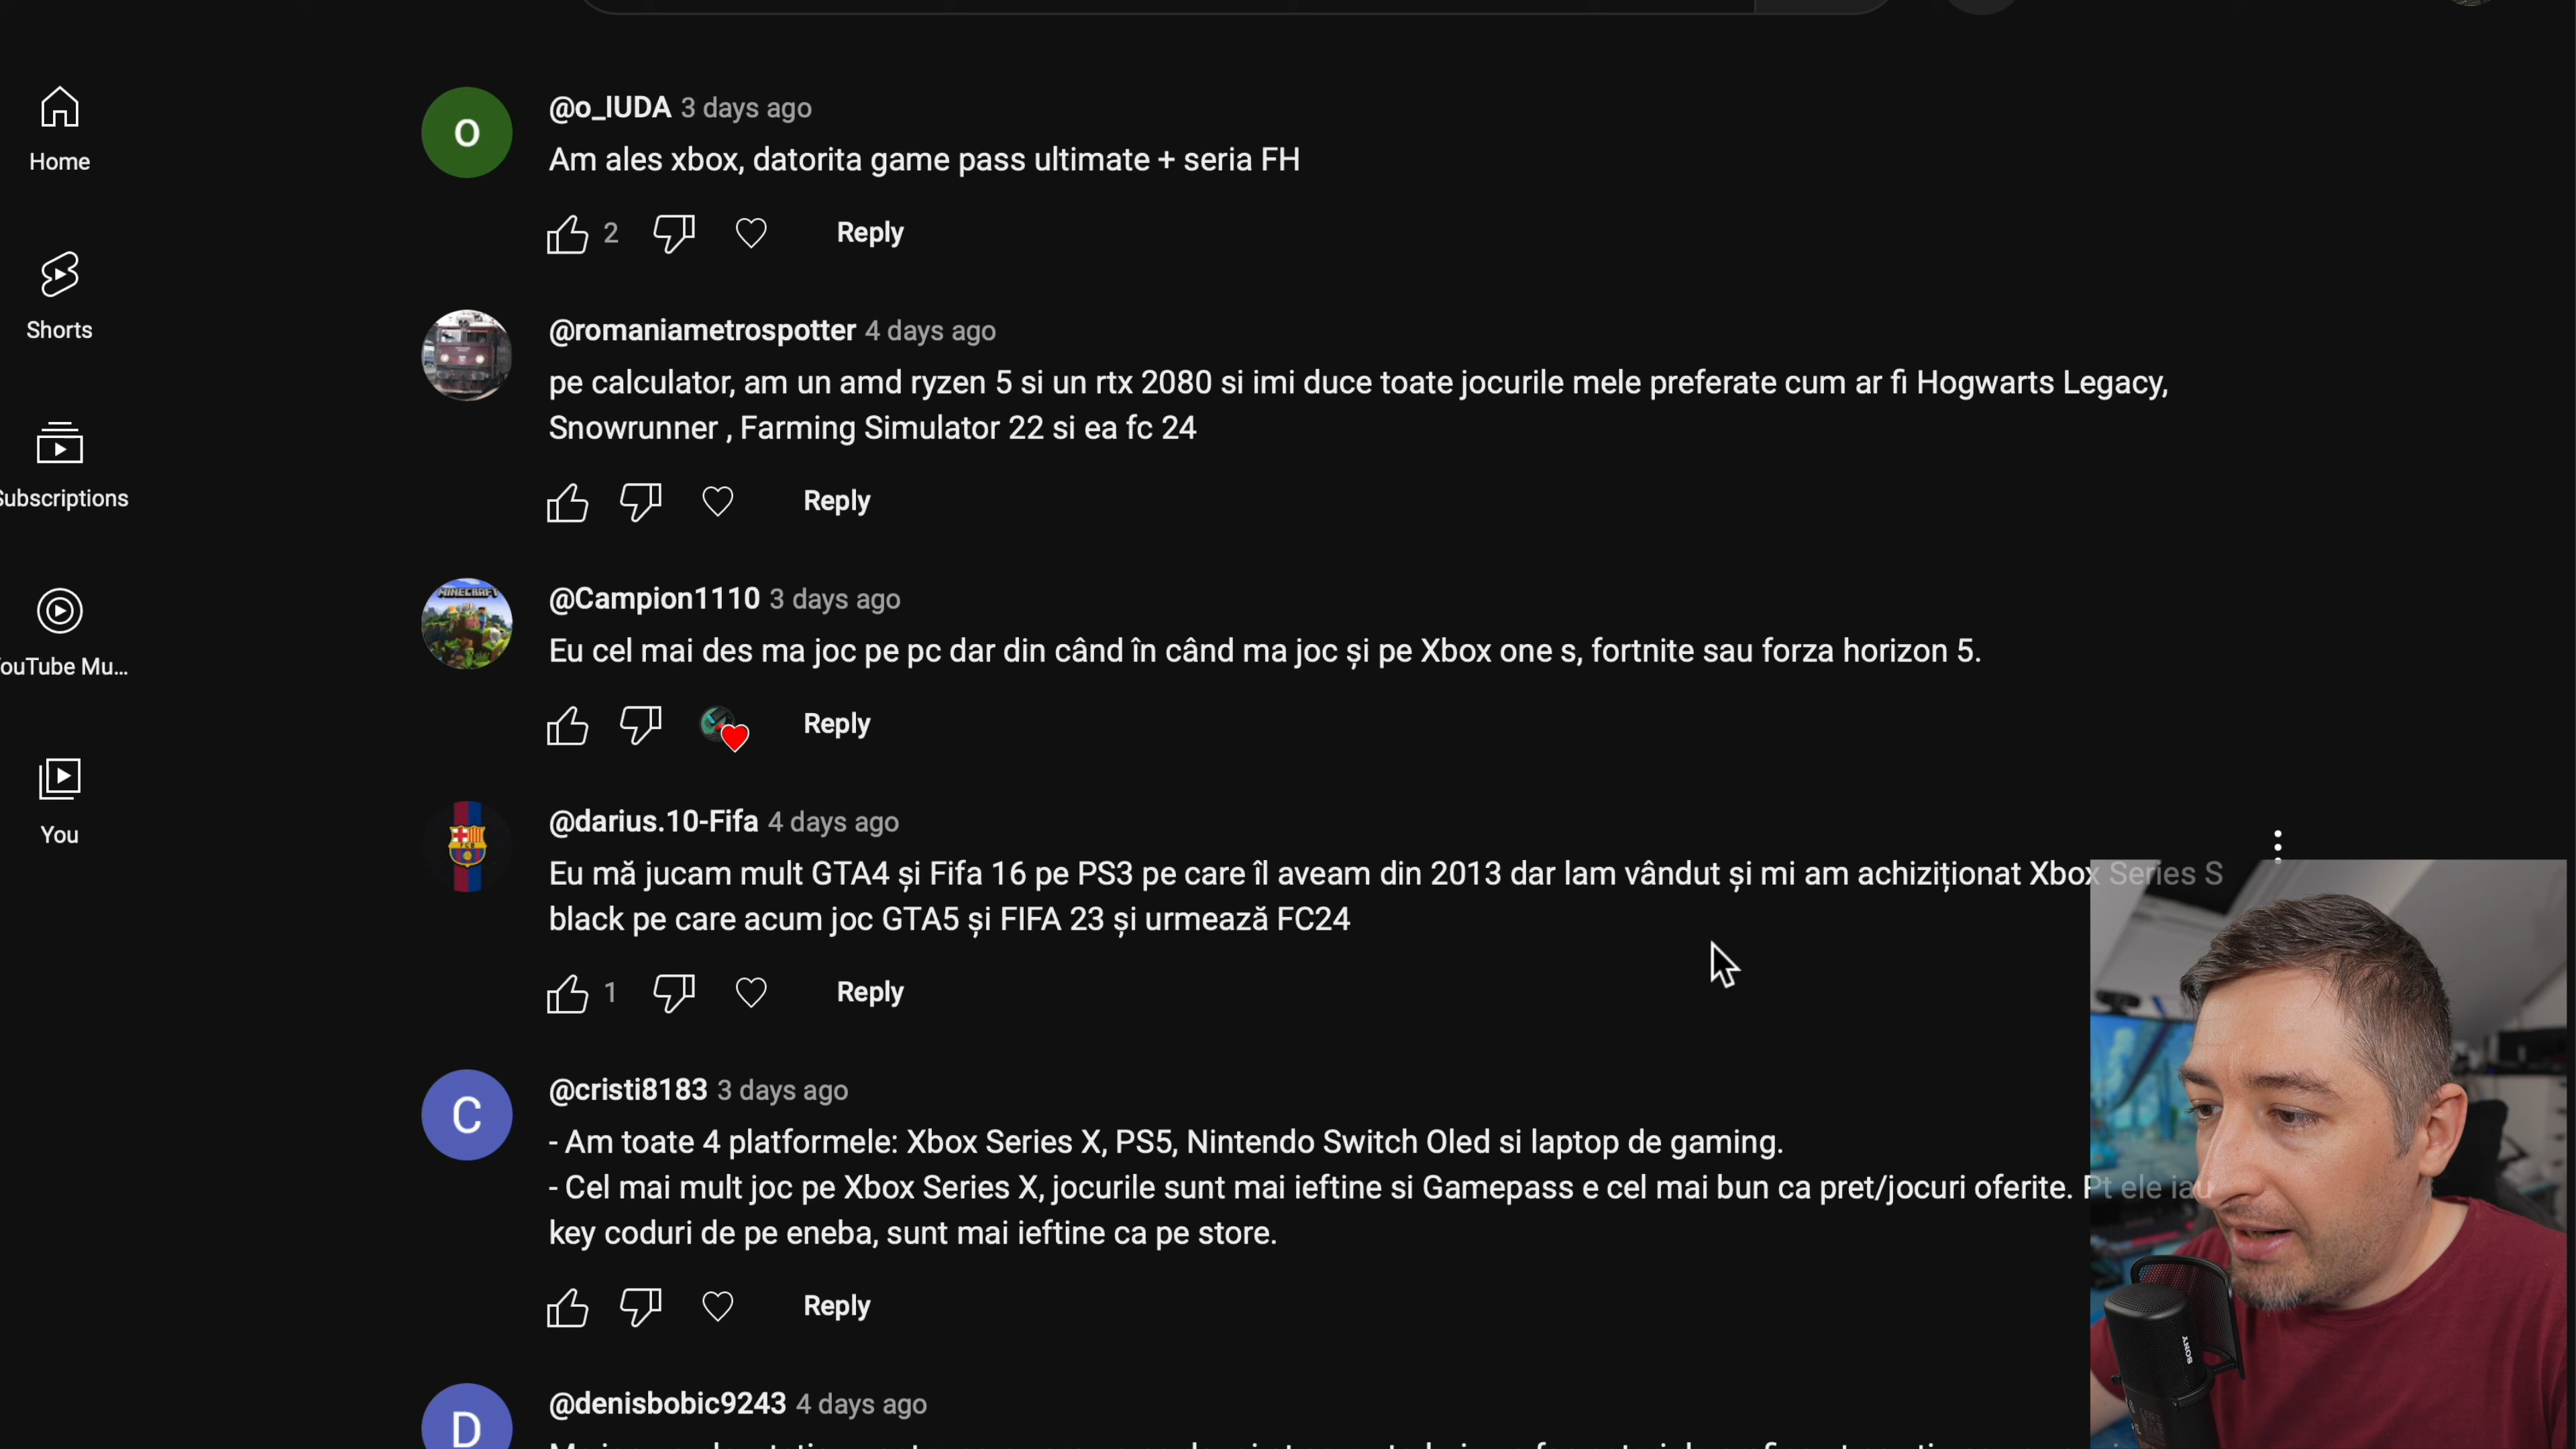 Home
Shorts
Subscriptions
YouTube Mu...
You
O
@o_IUDA 3 days ago
Am ales xbox, datorita game pass ultimate + seria FH
2 Reply
@romaniametrospotter 4 days ago
pe calculator, am un amd ryzen 5 si un rtx 2080 si imi duce toate jocurile mele preferate cum ar fi Hogwarts Legacy,
Snowrunner , Farming Simulator 22 si ea fc 24
Reply
MINECRAFT
@Campion1110 3 days ago
Eu cel mai des ma joc pe pc dar din când în când ma joc și pe Xbox one s, fortnite sau forza horizon 5.
Reply
FCB
@darius.10-Fifa 4 days ago
Eu mă jucam mult GTA4 și Fifa 16 pe PS3 pe care îl aveam din 2013 dar lam vândut și mi am achiziționat Xbox Series S
black pe care acum joc GTA5 și FIFA 23 și urmează FC24
1 Reply
C
@cristi8183 3 days ago
- Am toate 4 platformele: Xbox Series X, PS5, Nintendo Switch Oled si laptop de gaming.
- Cel mai mult joc pe Xbox Series X, jocurile sunt mai ieftine si Gamepass e cel mai bun ca pret/jocuri oferite. Pt ele iau
key coduri de pe eneba, sunt mai ieftine ca pe store.
Reply
SONY
D
@denisbobic9243 4 days ago